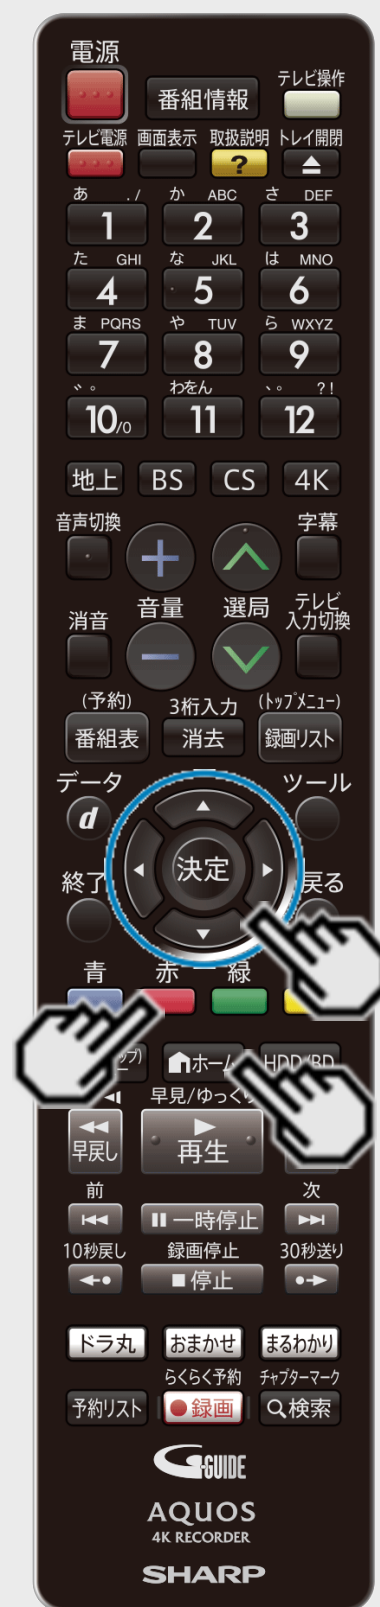 電源
番組情報
テレビ操作
テレビ電源 画面表示 取扱説明 トレイ開閉
?
あ ./ か ABC さ DEF
1 2 3
た GHI な JKL は MNO
4 5 6
ま PQRS や TUV ら WXYZ
7 8 9
゛゜ わをん 、。 ?!
10/0 11 12
地上 BS CS 4K
音声切換 字幕
消音 音量 選局 テレビ
入力切換
(予約) 3桁入力 (トップメニュー)
番組表 消去 録画リスト
データ ツール
d
決定
終了 戻る
青 赤 緑
ホーム HDD/BD
早見/ゆっくり
早戻し 再生
前 次
一時停止
10秒戻し 録画停止 30秒送り
停止
ドラ丸 おまかせ まるわかり
らくらく予約 チャプターマーク
予約リスト 録画 検索
G-GUIDE
AQUOS
4K RECORDER
SHARP